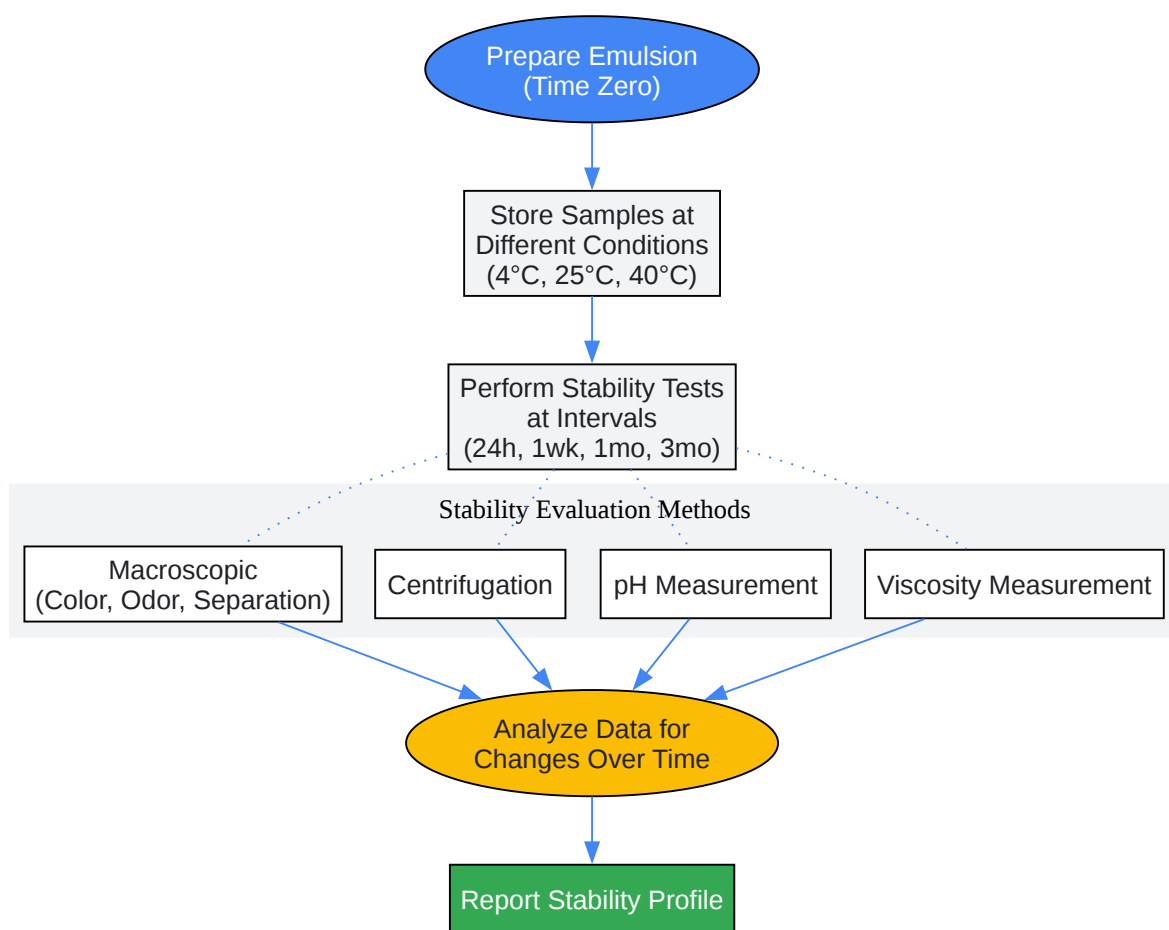 Prepare Emulsion
(Time Zero)
Store Samples at
Different Conditions
(4°C, 25°C, 40°C)
Perform Stability Tests
at Intervals
(24h, 1wk, 1mo, 3mo)
Stability Evaluation Methods
Macroscopic
(Color, Odor, Separation)
Centrifugation
pH Measurement
Viscosity Measurement
Analyze Data for
Changes Over Time
Report Stability Profile